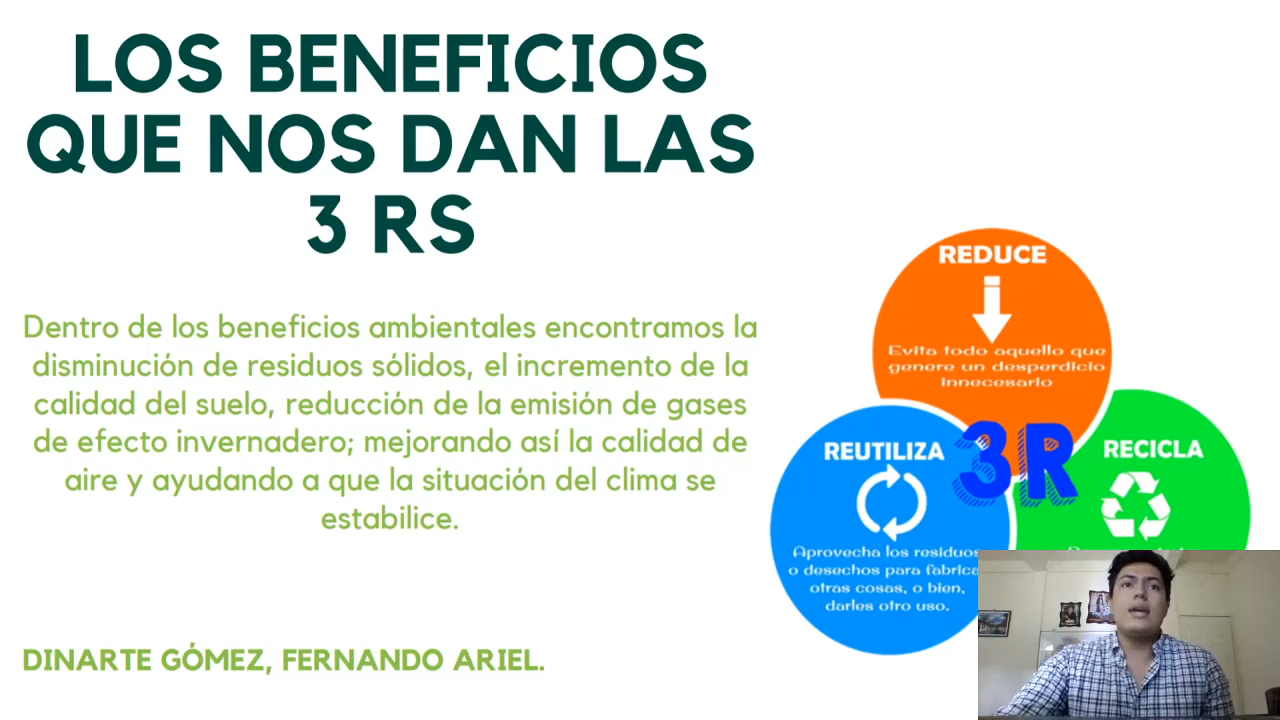 LOS BENEFICIOS
QUE NOS DAN LAS
3 RS
Dentro de los beneficios ambientales encontramos la
disminución de residuos sólidos, el incremento de la
calidad del suelo, reducción de la emisión de gases
de efecto invernadero; mejorando así la calidad de
aire y ayudando a que la situación del clima se
estabilice.
DINARTE GÓMEZ, FERNANDO ARIEL.
REDUCE
Evita todo aquello que
genere un desperdicio
innecesario
3R
REUTILIZA
Aprovecha los residuos
o desechos para fabrica
otras cosas, o bien,
darles otro uso.
RECICLA